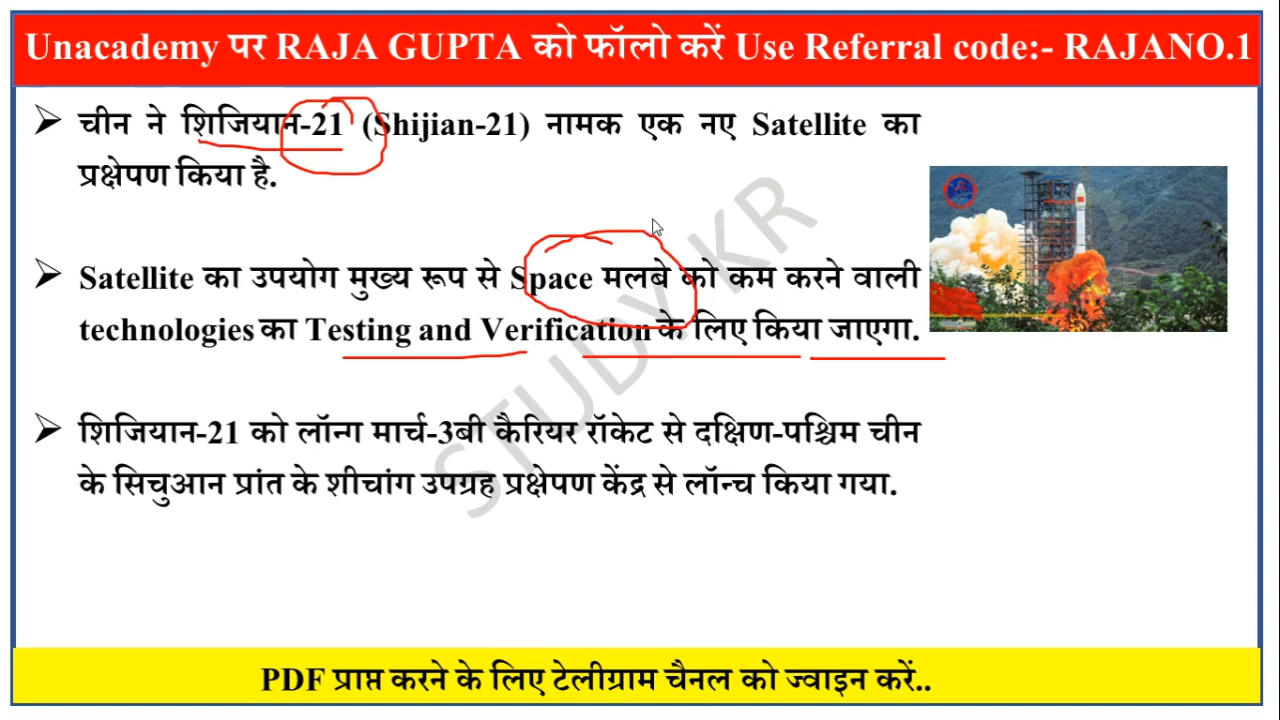 Unacademy पर RAJA GUPTA को फॉलो करें Use Referral code:- RAJANO.1
चीन ने शिजियान-21 (Shijian-21) नामक एक नए Satellite का
प्रक्षेपण किया है.
Satellite का उपयोग मुख्य रूप से Space मलबे को कम करने वाली
technologies का Testing and Verification के लिए किया जाएगा.
शिजियान-21 को लॉन्ग मार्च-3बी कैरियर रॉकेट से दक्षिण-पश्चिम चीन
के सिचुआन प्रांत के शीचांग उपग्रह प्रक्षेपण केंद्र से लॉन्च किया गया.
STUDY KR
PDF प्राप्त करने के लिए टेलीग्राम चैनल को ज्वाइन करें..